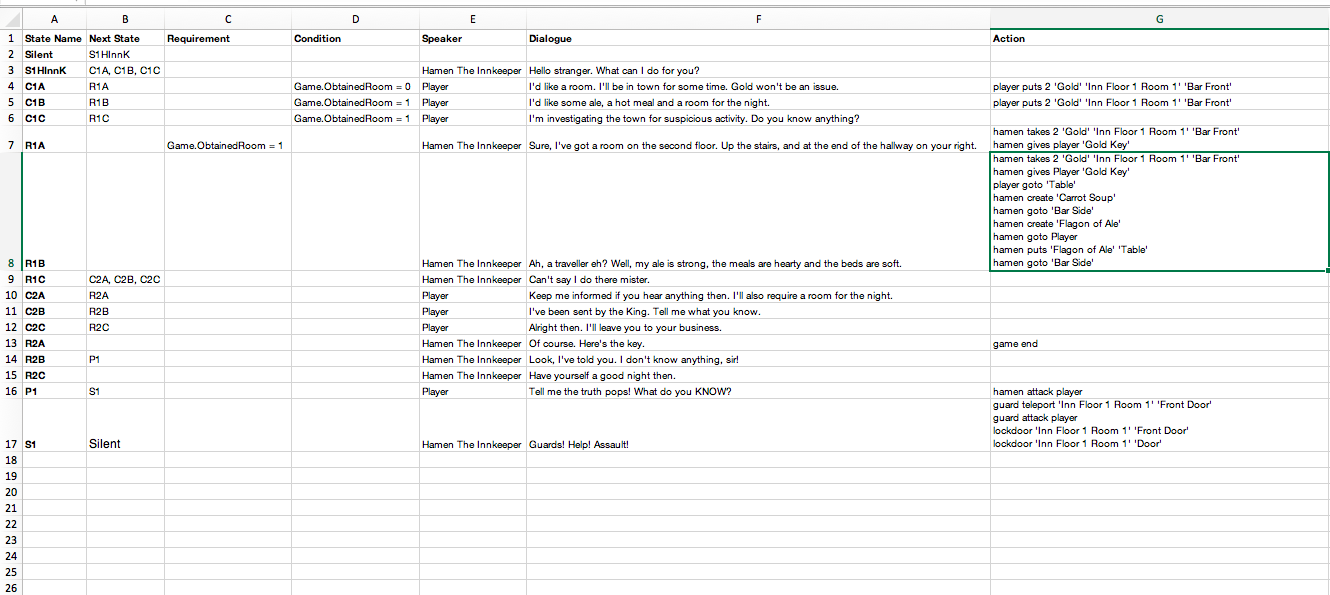 A B C D E F G
1 State Name Next State Requirement Condition Speaker Dialogue Action
2 Silent S1HInnK
3 S1HInnK C1A, C1B, C1C Hamen The Innkeeper Hello stranger. What can I do for you?
4 C1A R1A Game.ObtainedRoom = 0 Player I'd like a room. I'll be in town for some time. Gold won't be an issue. player puts 2 'Gold' 'Inn Floor 1 Room 1' 'Bar Front'
5 C1B R1B Game.ObtainedRoom = 1 Player I'd like some ale, a hot meal and a room for the night. player puts 2 'Gold' 'Inn Floor 1 Room 1' 'Bar Front'
6 C1C R1C Game.ObtainedRoom = 1 Player I'm investigating the town for suspicious activity. Do you know anything?
hamen takes 2 'Gold' 'Inn Floor 1 Room 1' 'Bar Front'
7 R1A Game.ObtainedRoom = 1 Hamen The Innkeeper Sure, I've got a room on the second floor. Up the stairs, and at the end of the hallway on your right. hamen gives player 'Gold Key'
hamen takes 2 'Gold' 'Inn Floor 1 Room 1' 'Bar Front'
hamen gives Player 'Gold Key'
player goto 'Table'
hamen create 'Carrot Soup'
hamen goto 'Bar Side'
hamen create 'Flagon of Ale'
hamen goto Player
hamen puts 'Flagon of Ale' 'Table'
8 R1B Hamen The Innkeeper Ah, a traveller eh? Well, my ale is strong, the meals are hearty and the beds are soft. hamen goto 'Bar Side'
9 R1C C2A, C2B, C2C Hamen The Innkeeper Can't say I do there mister.
10 C2A R2A Player Keep me informed if you hear anything then. I'll also require a room for the night.
11 C2B R2B Player I've been sent by the King. Tell me what you know.
12 C2C R2C Player Alright then. I'll leave you to your business.
13 R2A Hamen The Innkeeper Of course. Here's the key. game end
14 R2B P1 Hamen The Innkeeper Look, I've told you. I don't know anything, sir!
15 R2C Hamen The Innkeeper Have yourself a good night then.
16 P1 S1 Player Tell me the truth pops! What do you KNOW? hamen attack player
guard teleport 'Inn Floor 1 Room 1' 'Front Door'
guard attack player
lockdoor 'Inn Floor 1 Room 1' 'Front Door'
17 S1 Silent Hamen The Innkeeper Guards! Help! Assault! lockdoor 'Inn Floor 1 Room 1' 'Door'
18
19
20
21
22
23
24
25
26